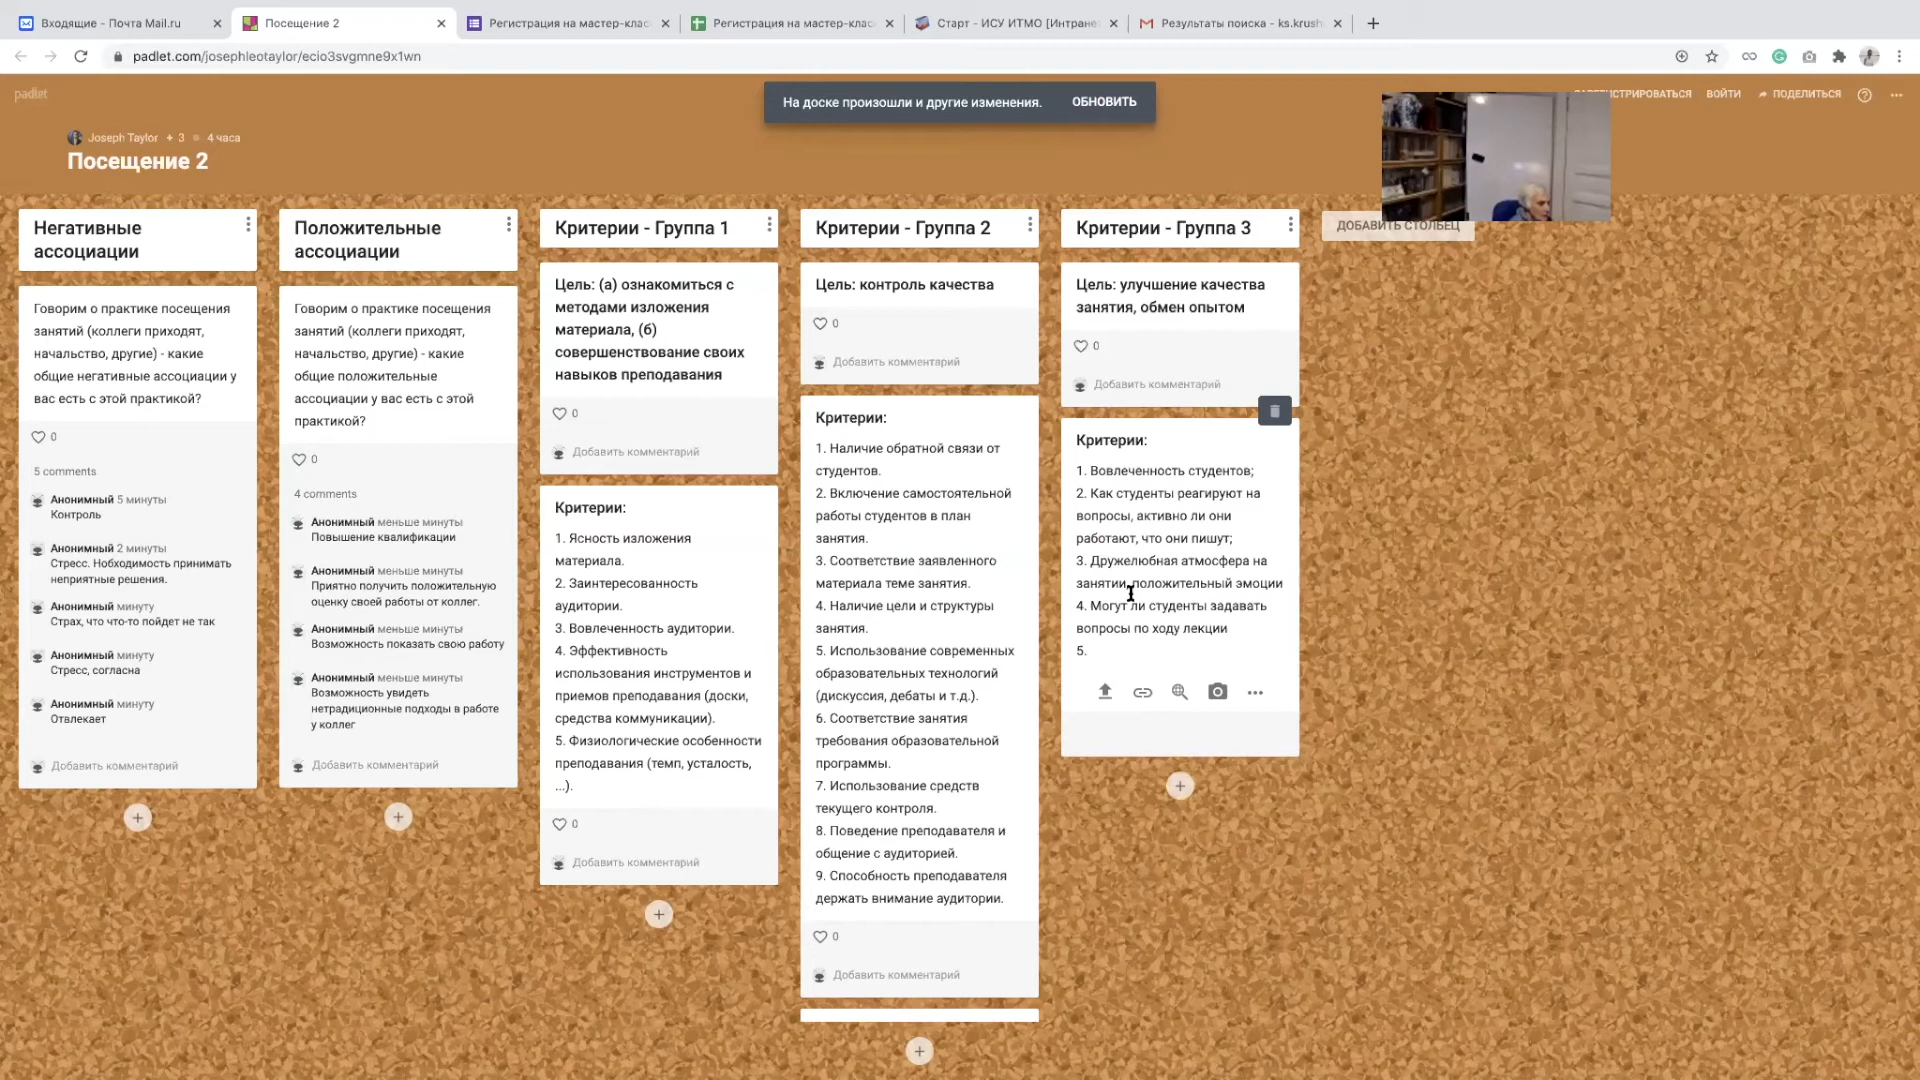 Входящие - Почта Mail.ru
Посещение 2
Регистрация на мастер-клас
Регистрация на мастер-клас
Старт - ИСУ ИТМО [Интране
Результаты поиска - ks.krush
padlet.com/josephleotaylor/ecio3svgmne9x1wn
padlet
На доске произошли и другие изменения. ОБНОВИТЬ
РЕГИСТРИРОВАТЬСЯ ВОЙТИ ПОДЕЛИТЬСЯ
Joseph Taylor + 3 4 часа
Посещение 2
Негативные
ассоциации
Говорим о практике посещения
занятий (коллеги приходят,
начальство, другие) - какие
общие негативные ассоциации у
вас есть с этой практикой?
0
5 comments
Анонимный 5 минуты
Контроль
Анонимный 2 минуты
Стресс. Нобходимость принимать
неприятные решения.
Анонимный минуту
Страх, что что-то пойдет не так
Анонимный минуту
Стресс, согласна
Анонимный минуту
Отвлекает
Добавить комментарий
Положительные
ассоциации
Говорим о практике посещения
занятий (коллеги приходят,
начальство, другие) - какие
общие положительные
ассоциации у вас есть с этой
практикой?
0
4 comments
Анонимный меньше минуты
Повышение квалификации
Анонимный меньше минуты
Приятно получить положительную
оценку своей работы от коллег.
Анонимный меньше минуты
Возможность показать свою работу
Анонимный меньше минуты
Возможность увидеть
нетрадиционные подходы в работе
у коллег
Добавить комментарий
Критерии - Группа 1
Цель: (а) ознакомиться с
методами изложения
материала, (б)
совершенствование своих
навыков преподавания
0
Добавить комментарий
Критерии:
1. Ясность изложения
материала.
2. Заинтересованность
аудитории.
3. Вовлеченность аудитории.
4. Эффективность
использования инструментов и
приемов преподавания (доски,
средства коммуникации).
5. Физиологические особенности
преподавания (темп, усталость,
...).
0
Добавить комментарий
Критерии - Группа 2
Цель: контроль качества
0
Добавить комментарий
Критерии:
1. Наличие обратной связи от
студентов.
2. Включение самостоятельной
работы студентов в план
занятия.
3. Соответствие заявленного
материала теме занятия.
4. Наличие цели и структуры
занятия.
5. Использование современных
образовательных технологий
(дискуссия, дебаты и т.д.).
6. Соответствие занятия
требования образовательной
программы.
7. Использование средств
текущего контроля.
8. Поведение преподавателя и
общение с аудиторией.
9. Способность преподавателя
держать внимание аудитории.
0
Добавить комментарий
Критерии - Группа 3
Цель: улучшение качества
занятия, обмен опытом
0
Добавить комментарий
Критерии:
1. Вовлеченность студентов;
2. Как студенты реагируют на
вопросы, активно ли они
работают, что они пишут;
3. Дружелюбная атмосфера на
занятии,положительный эмоции
4. Могут ли студенты задавать
вопросы по ходу лекции
5.
ДОБАВИТЬ СТОЛБЕЦ